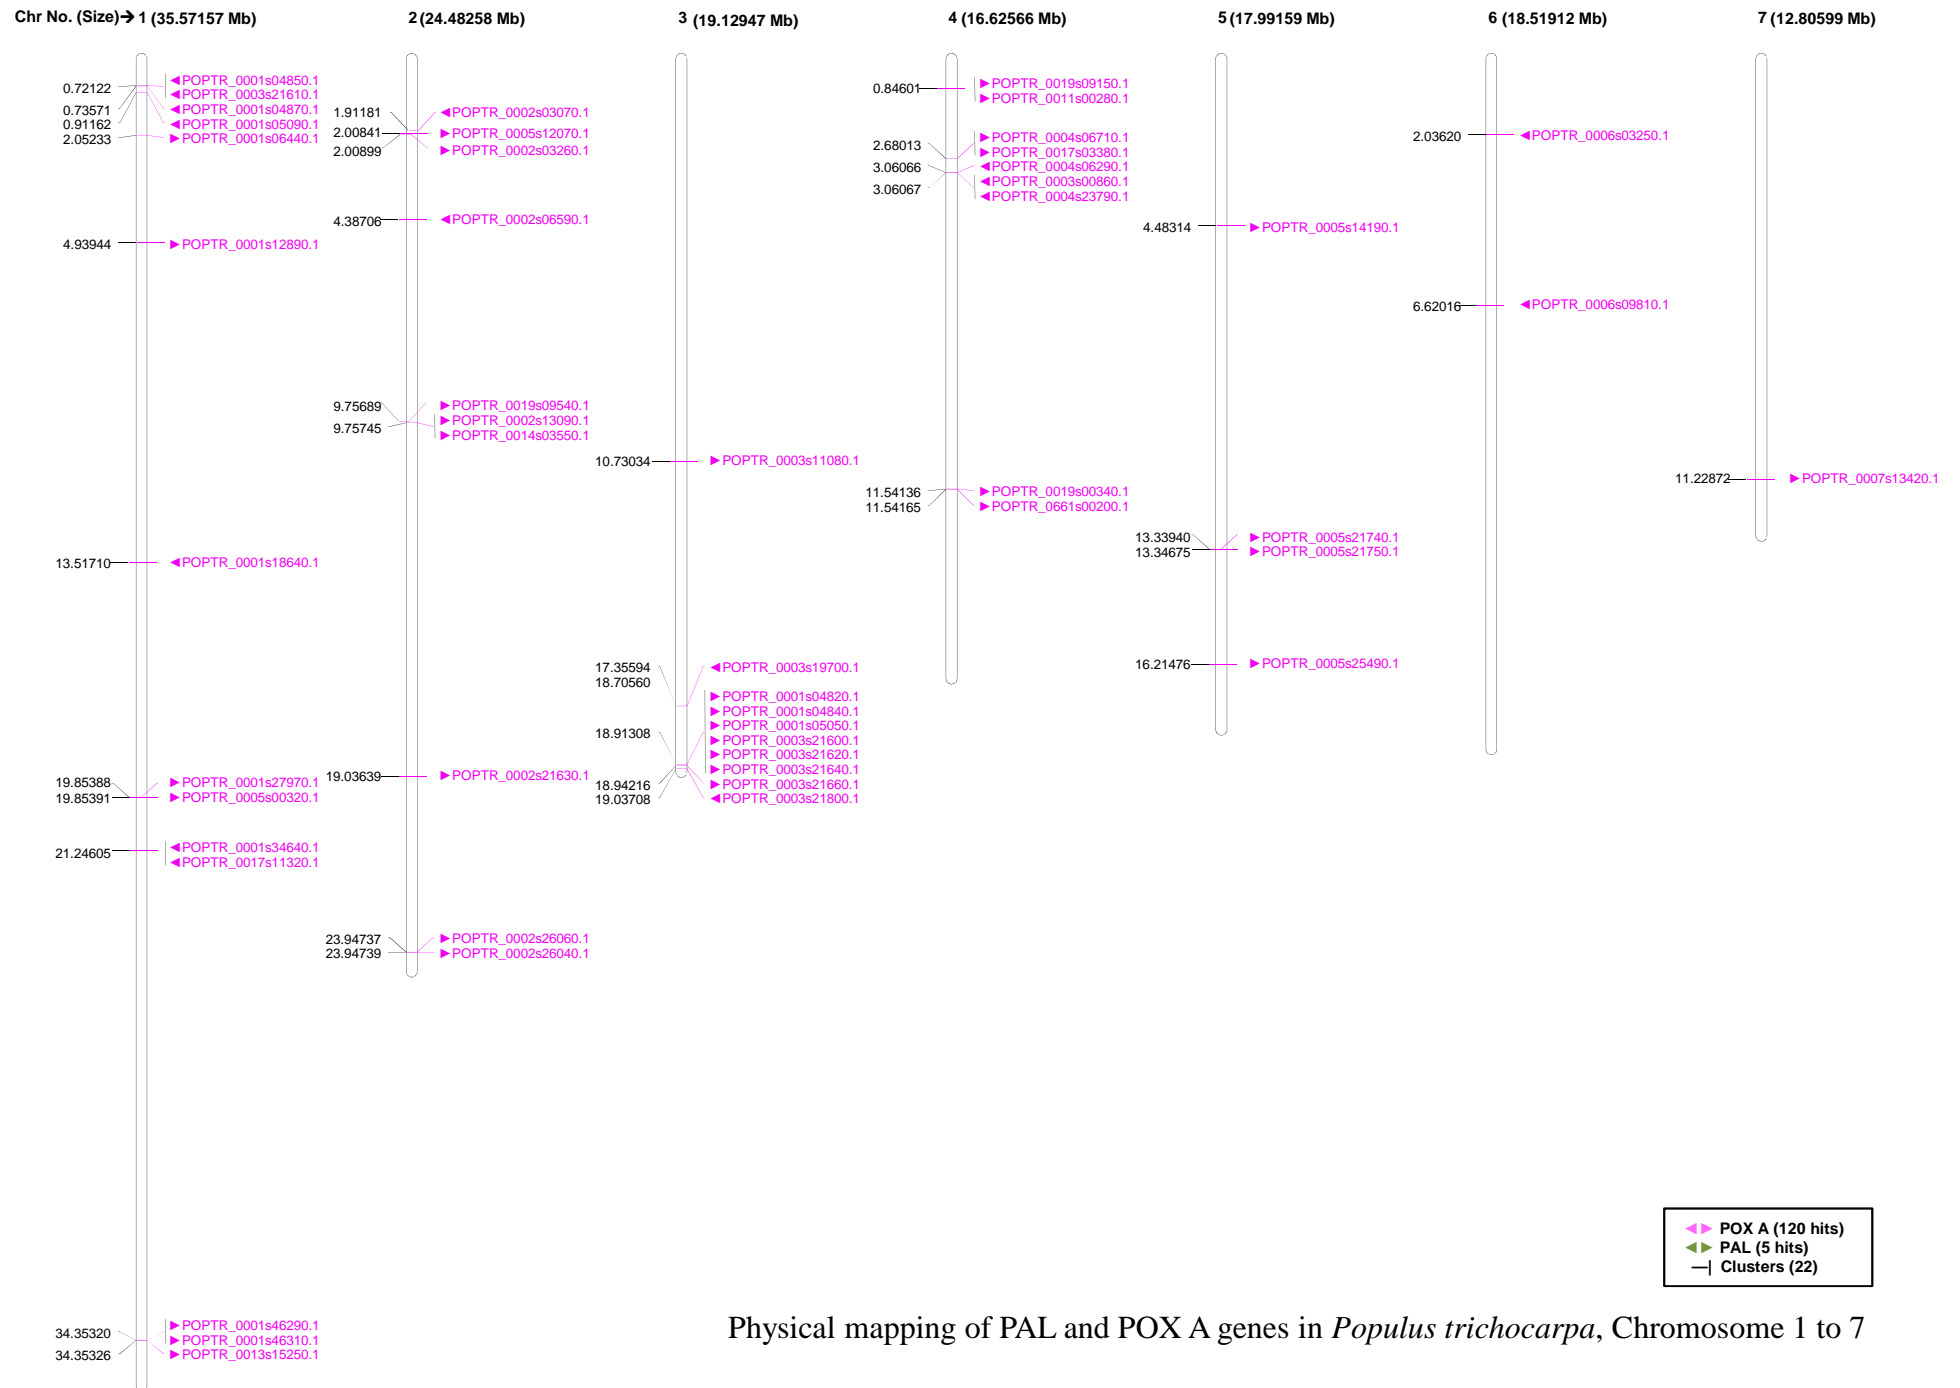 Chr No. (Size)→ 1 (35.57157 Mb) 2 (24.48258 Mb) 3 (19.12947 Mb) 4 (16.62566 Mb) 5 (17.99159 Mb) 6 (18.51912 Mb) 7 (12.80599 Mb)
0.72122
0.73571
0.91162
2.05233
◄POPTR_0001s04850.1
◄POPTR_0003s21610.1
◄POPTR_0001s04870.1
◄POPTR_0001s05090.1
►POPTR_0001s06440.1
4.93944 ►POPTR_0001s12890.1
13.51710 ◄POPTR_0001s18640.1
19.85388 ►POPTR_0001s27970.1
19.85391 ►POPTR_0005s00320.1
21.24605
◄POPTR_0001s34640.1
◄POPTR_0017s11320.1
34.35320
34.35326
►POPTR_0001s46290.1
►POPTR_0001s46310.1
►POPTR_0013s15250.1
1.91181 ◄POPTR_0002s03070.1
2.00841 ►POPTR_0005s12070.1
2.00899 ►POPTR_0002s03260.1
4.38706 ◄POPTR_0002s06590.1
9.75689
9.75745
►POPTR_0019s09540.1
►POPTR_0002s13090.1
►POPTR_0014s03550.1
19.03639 ►POPTR_0002s21630.1
23.94737 ►POPTR_0002s26060.1
23.94739 ►POPTR_0002s26040.1
10.73034 ►POPTR_0003s11080.1
17.35594 ◄POPTR_0003s19700.1
18.70560
18.91308
18.94216
19.03708
►POPTR_0001s04820.1
►POPTR_0001s04840.1
►POPTR_0001s05050.1
►POPTR_0003s21600.1
►POPTR_0003s21620.1
►POPTR_0003s21640.1
►POPTR_0003s21660.1
◄POPTR_0003s21800.1
0.84601
►POPTR_0019s09150.1
►POPTR_0011s00280.1
2.68013
3.06066
3.06067
►POPTR_0004s06710.1
►POPTR_0017s03380.1
◄POPTR_0004s06290.1
◄POPTR_0003s00860.1
◄POPTR_0004s23790.1
11.54136 ►POPTR_0019s00340.1
11.54165 ►POPTR_0661s00200.1
4.48314 ►POPTR_0005s14190.1
13.33940 ►POPTR_0005s21740.1
13.34675 ►POPTR_0005s21750.1
16.21476 ►POPTR_0005s25490.1
2.03620 ◄POPTR_0006s03250.1
6.62016 ◄POPTR_0006s09810.1
11.22872 ►POPTR_0007s13420.1
◄► POX A (120 hits)
◄► PAL (5 hits)
—| Clusters (22)
Physical mapping of PAL and POX A genes in Populus trichocarpa, Chromosome 1 to 7